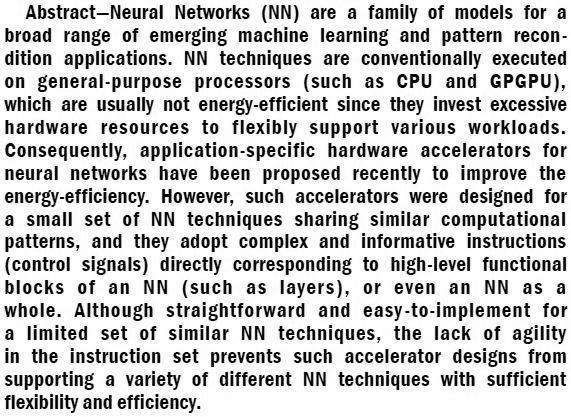 Abstract—Neural Networks (NN) are a family of models for a
broad range of emerging machine learning and pattern recon-
dition applications. NN techniques are conventionally executed
on general-purpose processors (such as CPU and GPGPU),
which are usually not energy-efficient since they invest excessive
hardware resources to flexibly support various workloads.
Consequently, application-specific hardware accelerators for
neural networks have been proposed recently to improve the
energy-efficiency. However, such accelerators were designed for
a small set of NN techniques sharing similar computational
patterns, and they adopt complex and informative instructions
(control signals) directly corresponding to high-level functional
blocks of an NN (such as layers), or even an NN as a
whole. Although straightforward and easy-to-implement for
a limited set of similar NN techniques, the lack of agility
in the instruction set prevents such accelerator designs from
supporting a variety of different NN techniques with sufficient
flexibility and efficiency.